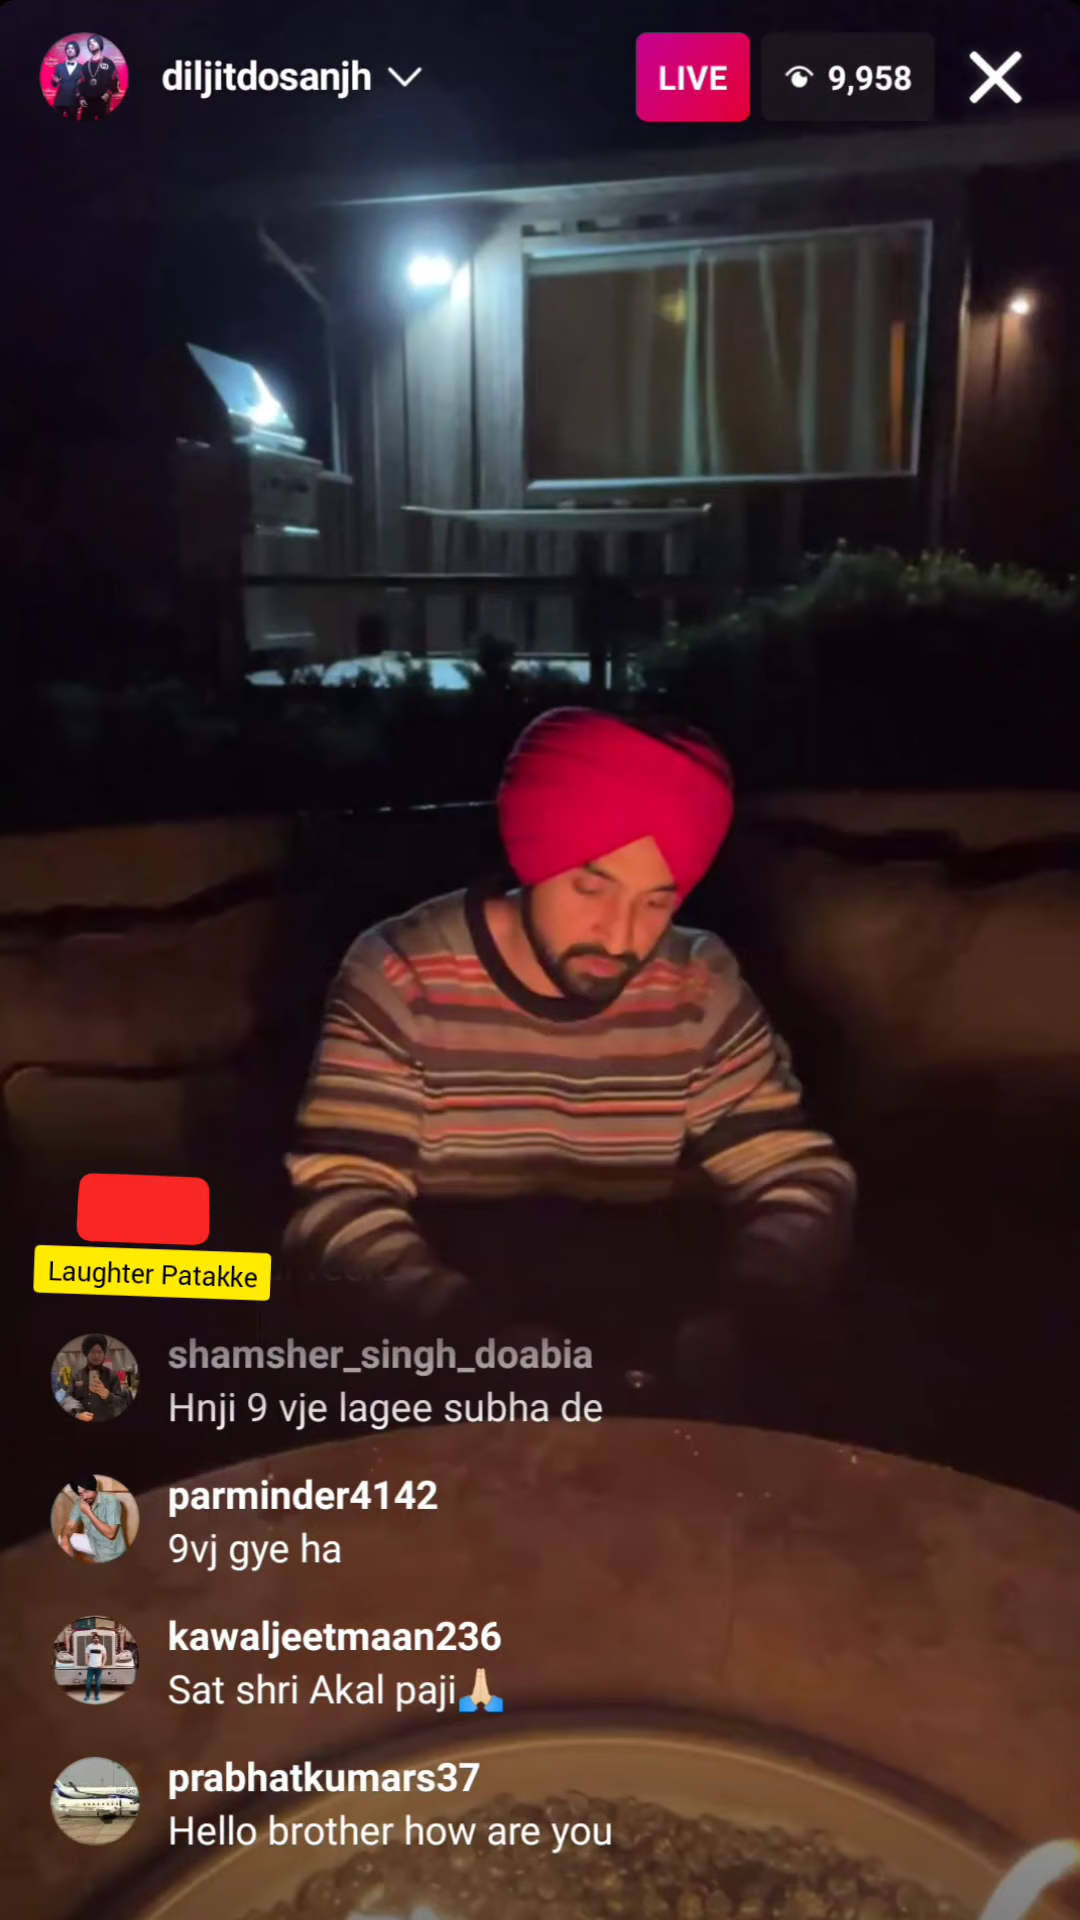 diljitdosanjh
LIVE
9,958
Laughter Patakke
shamsher_singh_doabia
Hnji 9 vje lagee subha de
parminder4142
9vj gye ha
kawaljeetmaan236
Sat shri Akal paji🙏🏻
prabhatkumars37
Hello brother how are you